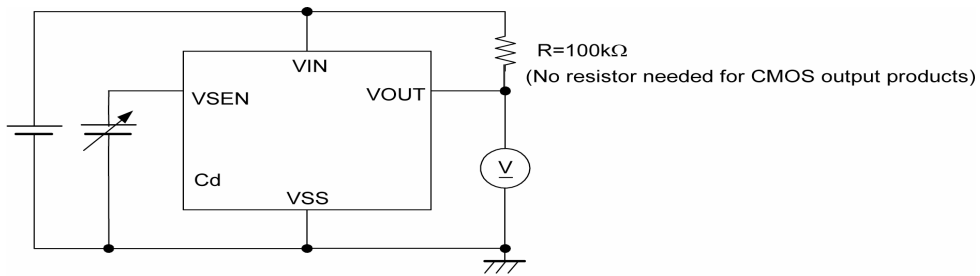 R=100kΩ
VIN
(No resistor needed for CMOS output products)
VSEN
VOUT
V
Cd
VSS